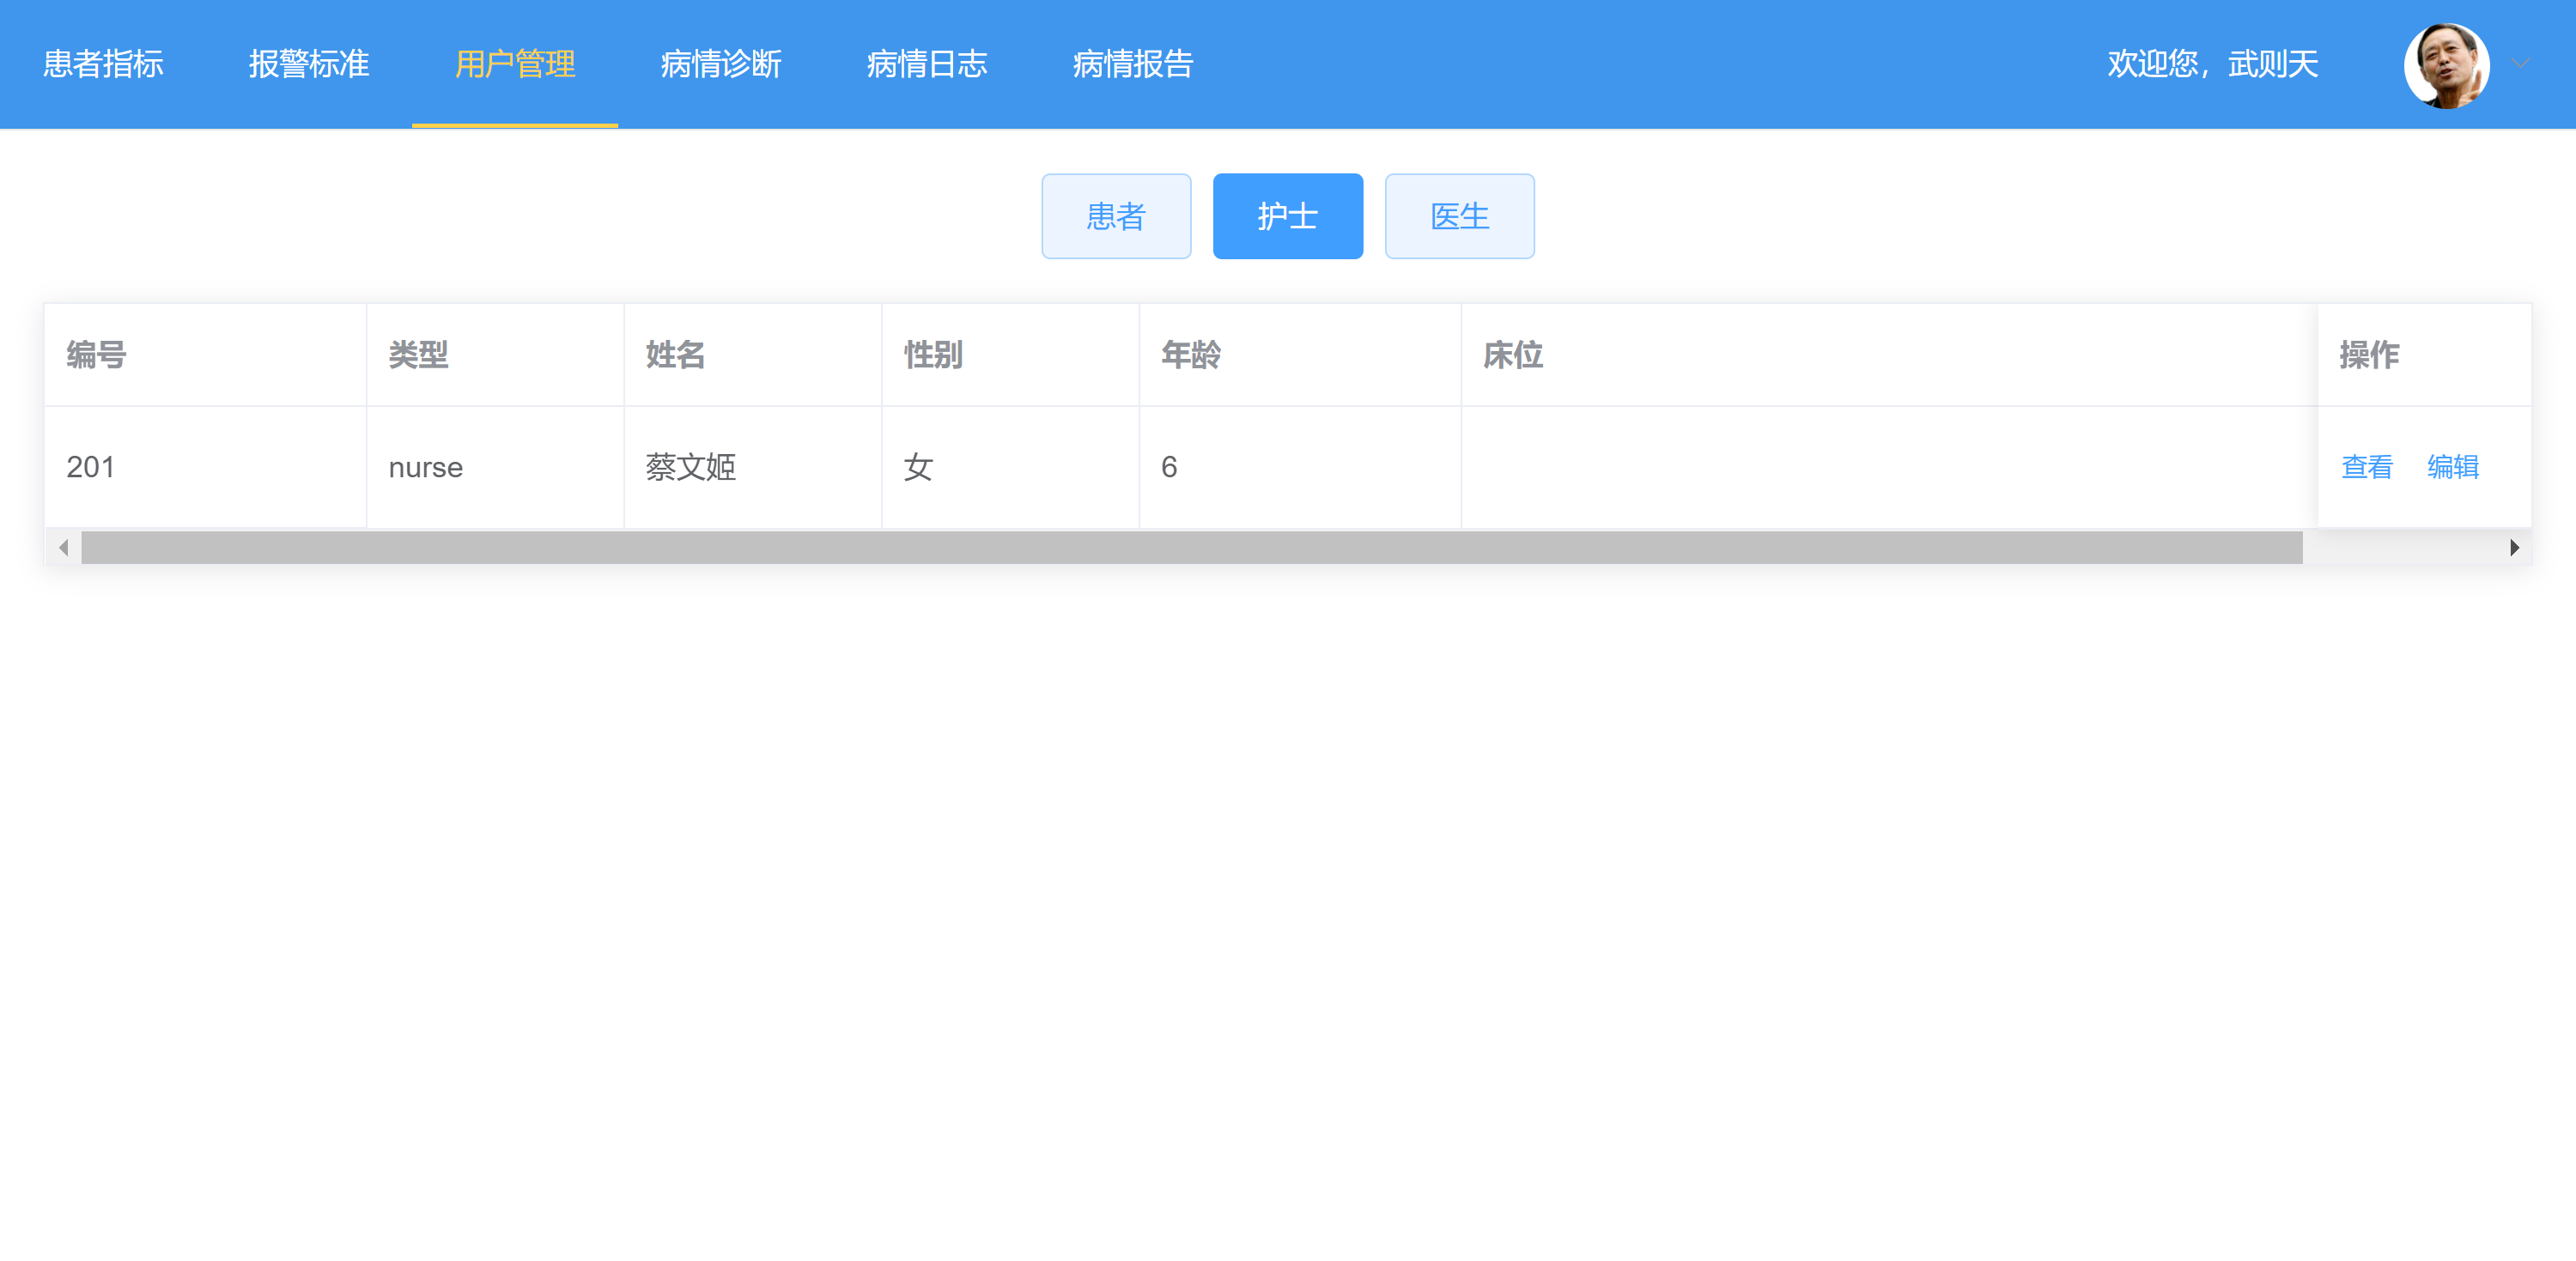 患者指标 报警标准 用户管理 病情诊断 病情日志 病情报告 欢迎您，武则天
患者 护士 医生
编号 类型 姓名 性别 年龄 床位 操作
201 nurse 蔡文姬 女 6 查看 编辑